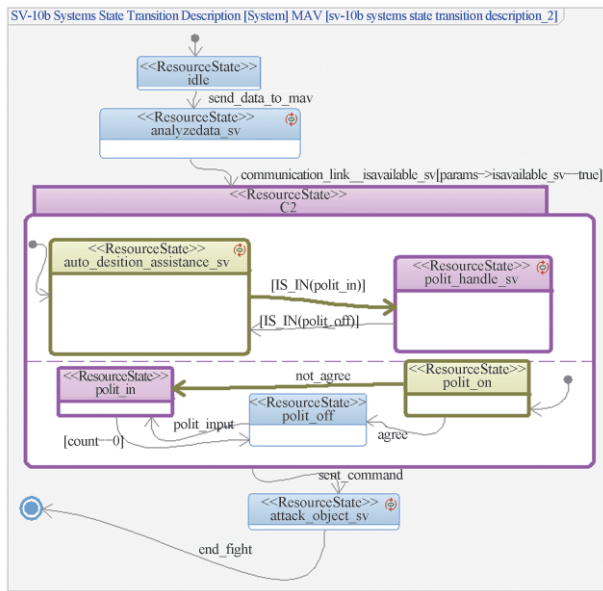 SV-10b Systems State Transition Description [System] MAV [sv-10b systems state transition description_2]
<<ResourceState>>
idle
send_data_to_mav
<<ResourceState>>
analyzedata_sv
communication_link__isavailable_sv[params->isavailable_sv==true]
<<ResourceState>>
C2
<<ResourceState>>
auto_desition_assistance_sv
<<ResourceState>>
polit_handle_sv
[IS_IN(polit_in)]
[IS_IN(polit_off)]
<<ResourceState>>
polit_in
not_agree
<<ResourceState>>
polit_on
<<ResourceState>>
polit_off
polit_input
[count==0]
agree
sent_command
<<ResourceState>>
attack_object_sv
end_fight